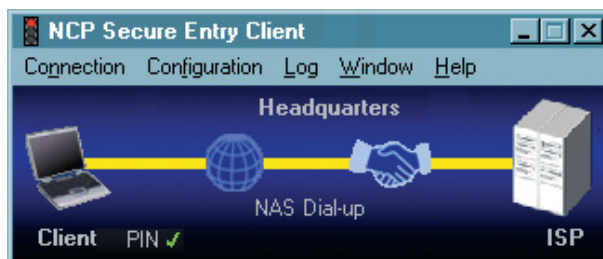 NCP Secure Entry Client
Connection Configuration Log Window Help
Headquarters
NAS Dial-up
Client PIN ✓ ISP